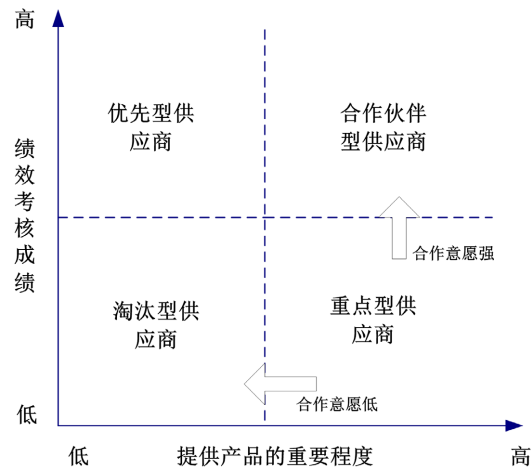 高
优先型供
应商
合作伙伴
型供应商
绩效考核成绩
合作意愿强
淘汰型供
应商
重点型供
应商
合作意愿低
低
低
提供产品的重要程度
高